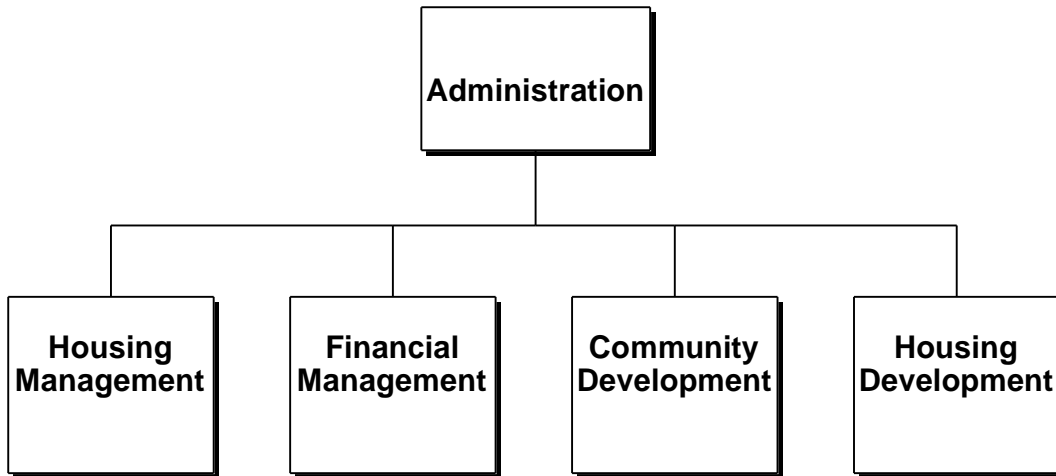 Administration
Housing
Management
Financial
Management
Community
Development
Housing
Development